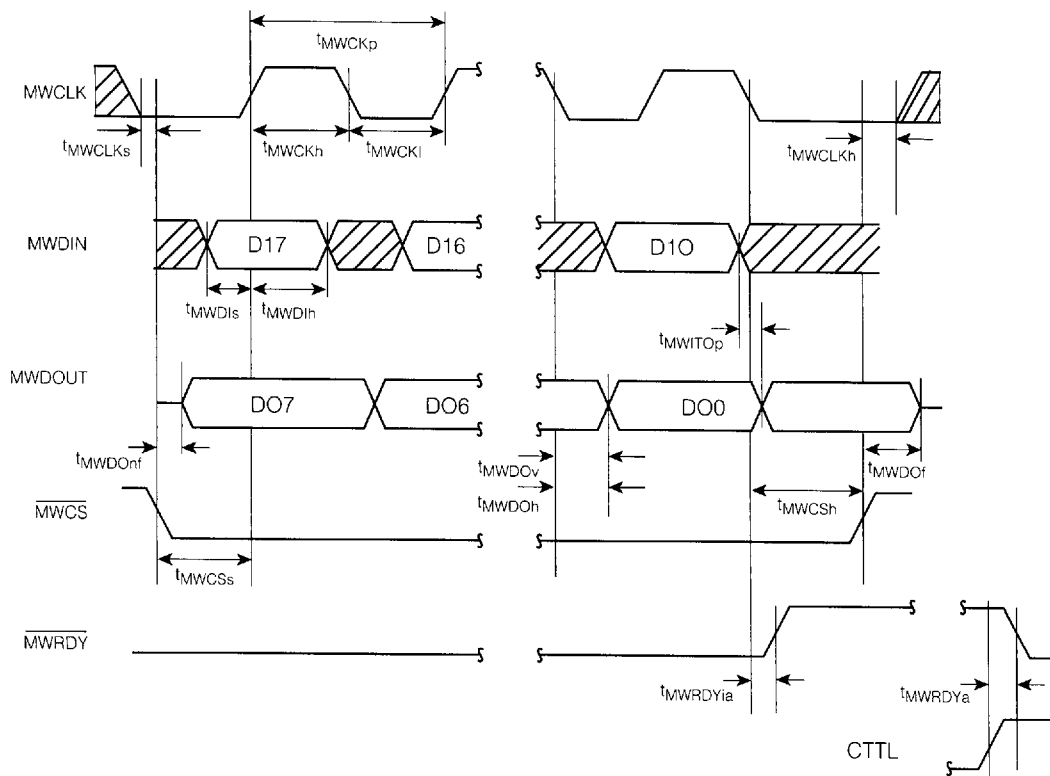 tMWCKp
MWCLK
tMWCLKs
tMWCKh
tMWCKl
tMWCLKh
MWDIN
D17
D16
D1O
tMWDIs
tMWDIh
tMWITOp
MWDOUT
DO7
DO6
DO0
tMWDOnf
tMWDOv
tMWDOf
tMWDOh
MWCS
tMWCSh
tMWCSs
MWRDY
tMWRDYia
tMWRDYa
CTTL